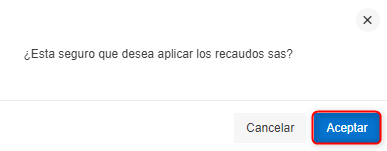 ¿Esta seguro que desea aplicar los recaudos sas?
Cancelar
Aceptar